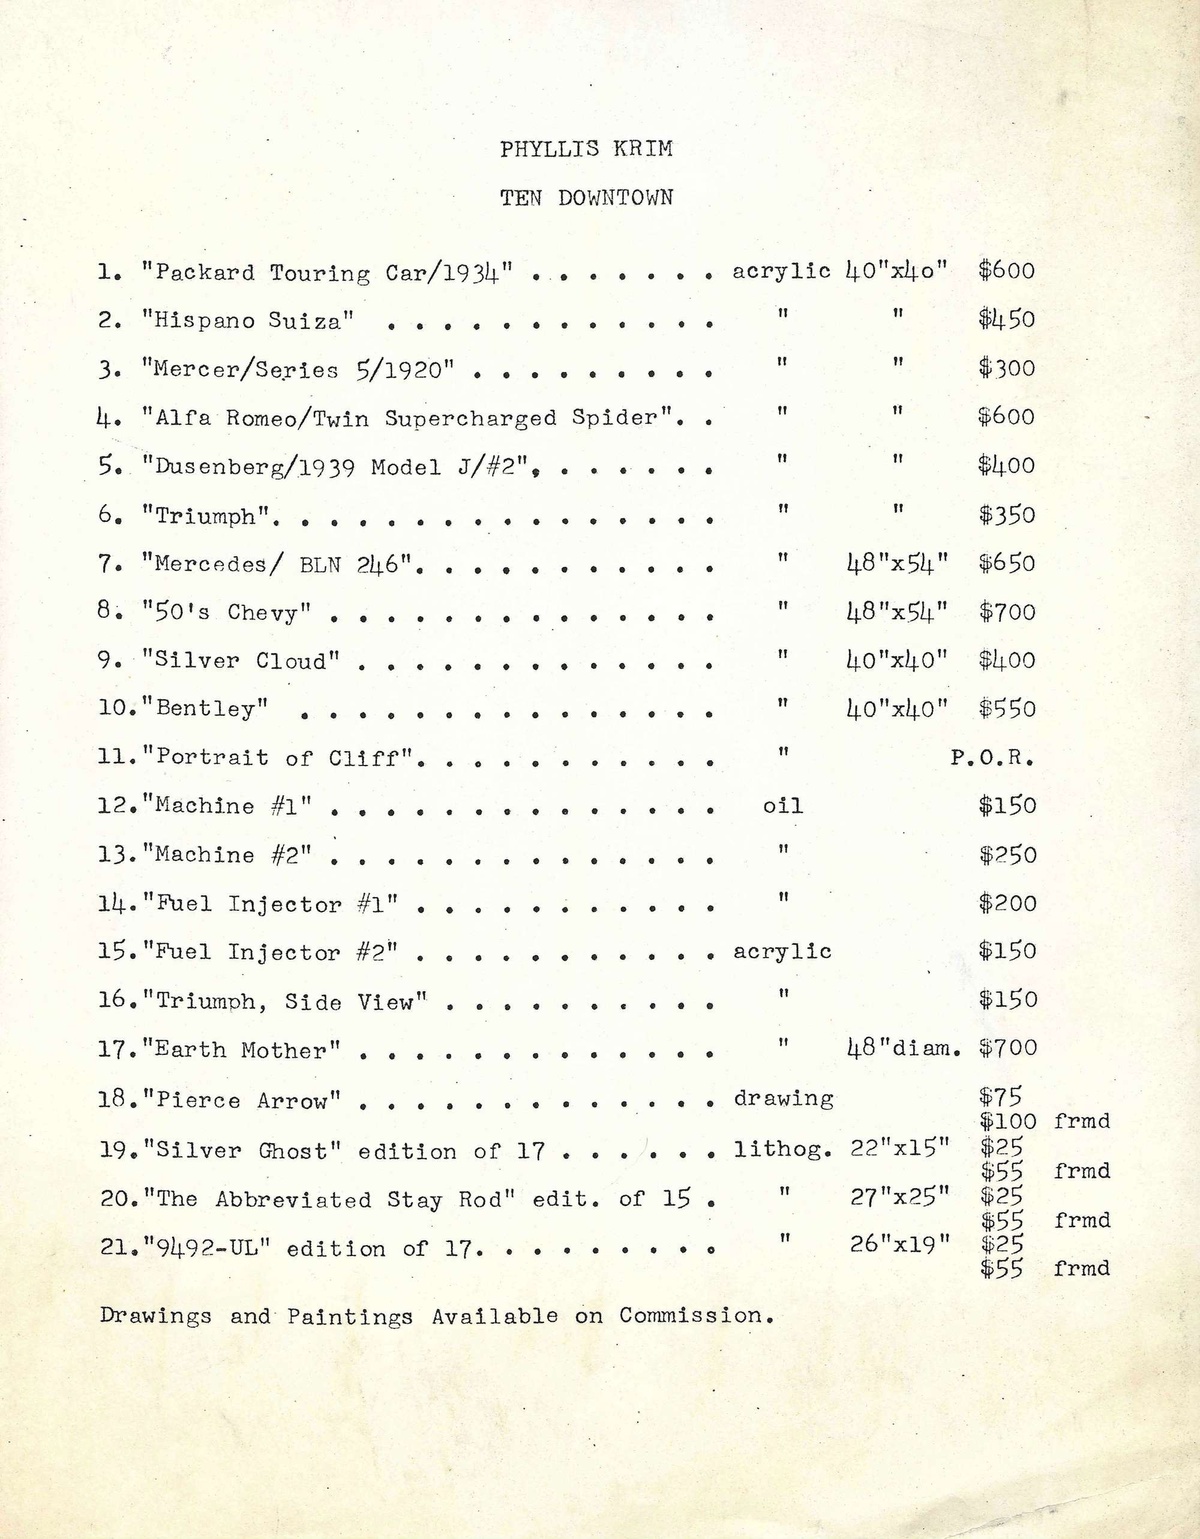 PHYLLIS KRIM
TEN DOWNTOWN
1. "Packard Touring Car/1934" . . . . . . . acrylic 40"x4o" $600
2. "Hispano Suiza" . . . . . . . . . . . . " " $450
3. "Mercer/Series 5/1920" . . . . . . . . . " " $300
4. "Alfa Romeo/Twin Supercharged Spider". . " " $600
5. "Dusenberg/1939 Model J/#2", . . . . . . " " $400
6. "Triumph". . . . . . . . . . . . . . . . " " $350
7. "Mercedes/ BLN 246". . . . . . . . . . . " 48"x54" $650
8. "50's Chevy" . . . . . . . . . . . . . . " 48"x54" $700
9. "Silver Cloud" . . . . . . . . . . . . . " 40"x40" $400
10."Bentley" . . . . . . . . . . . . . . . " 40"x40" $550
11."Portrait of Cliff". . . . . . . . . . . " P.O.R.
12."Machine #1" . . . . . . . . . . . . . . oil $150
13."Machine #2" . . . . . . . . . . . . . . " $250
14."Fuel Injector #1" . . . . . . . . . . . " $200
15."Fuel Injector #2" . . . . . . . . . . . acrylic $150
16."Triumph, Side View" . . . . . . . . . . " $150
17."Earth Mother" . . . . . . . . . . . . . " 48"diam. $700
18."Pierce Arrow" . . . . . . . . . . . . . drawing $75
$100 frmd
19."Silver Ghost" edition of 17 . . . . . . lithog. 22"x15" $25
$55 frmd
20."The Abbreviated Stay Rod" edit. of 15 . " 27"x25" $25
$55 frmd
21."9492-UL" edition of 17. . . . . . . . . " 26"x19" $25
$55 frmd
Drawings and Paintings Available on Commission.